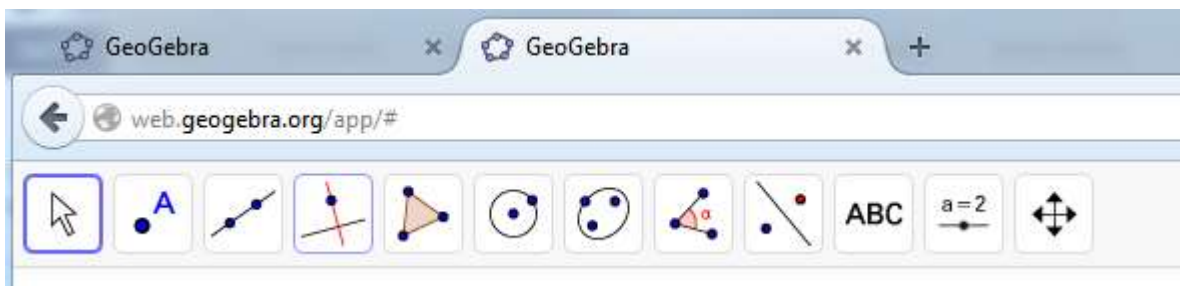 GeoGebra GeoGebra
web.geogebra.org/app/#
A α ABC a=2